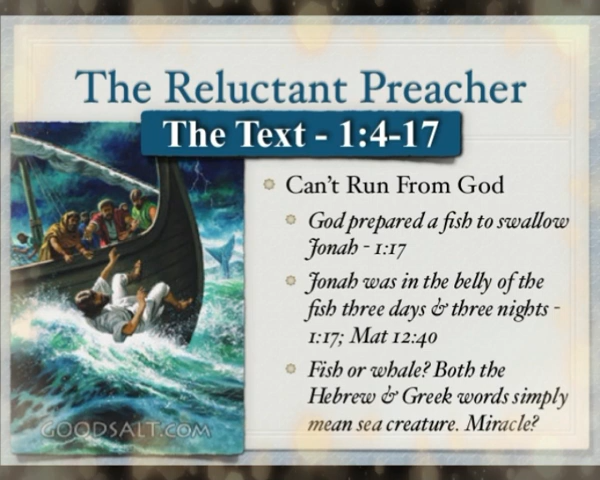 The Reluctant Preacher
The Text - 1:4-17
Can't Run From God
God prepared a fish to swallow
Jonah - 1:17
Jonah was in the belly of the
fish three days & three nights -
1:17; Mat 12:40
Fish or whale? Both the
Hebrew & Greek words simply
mean sea creature. Miracle?
GOODSALT.COM